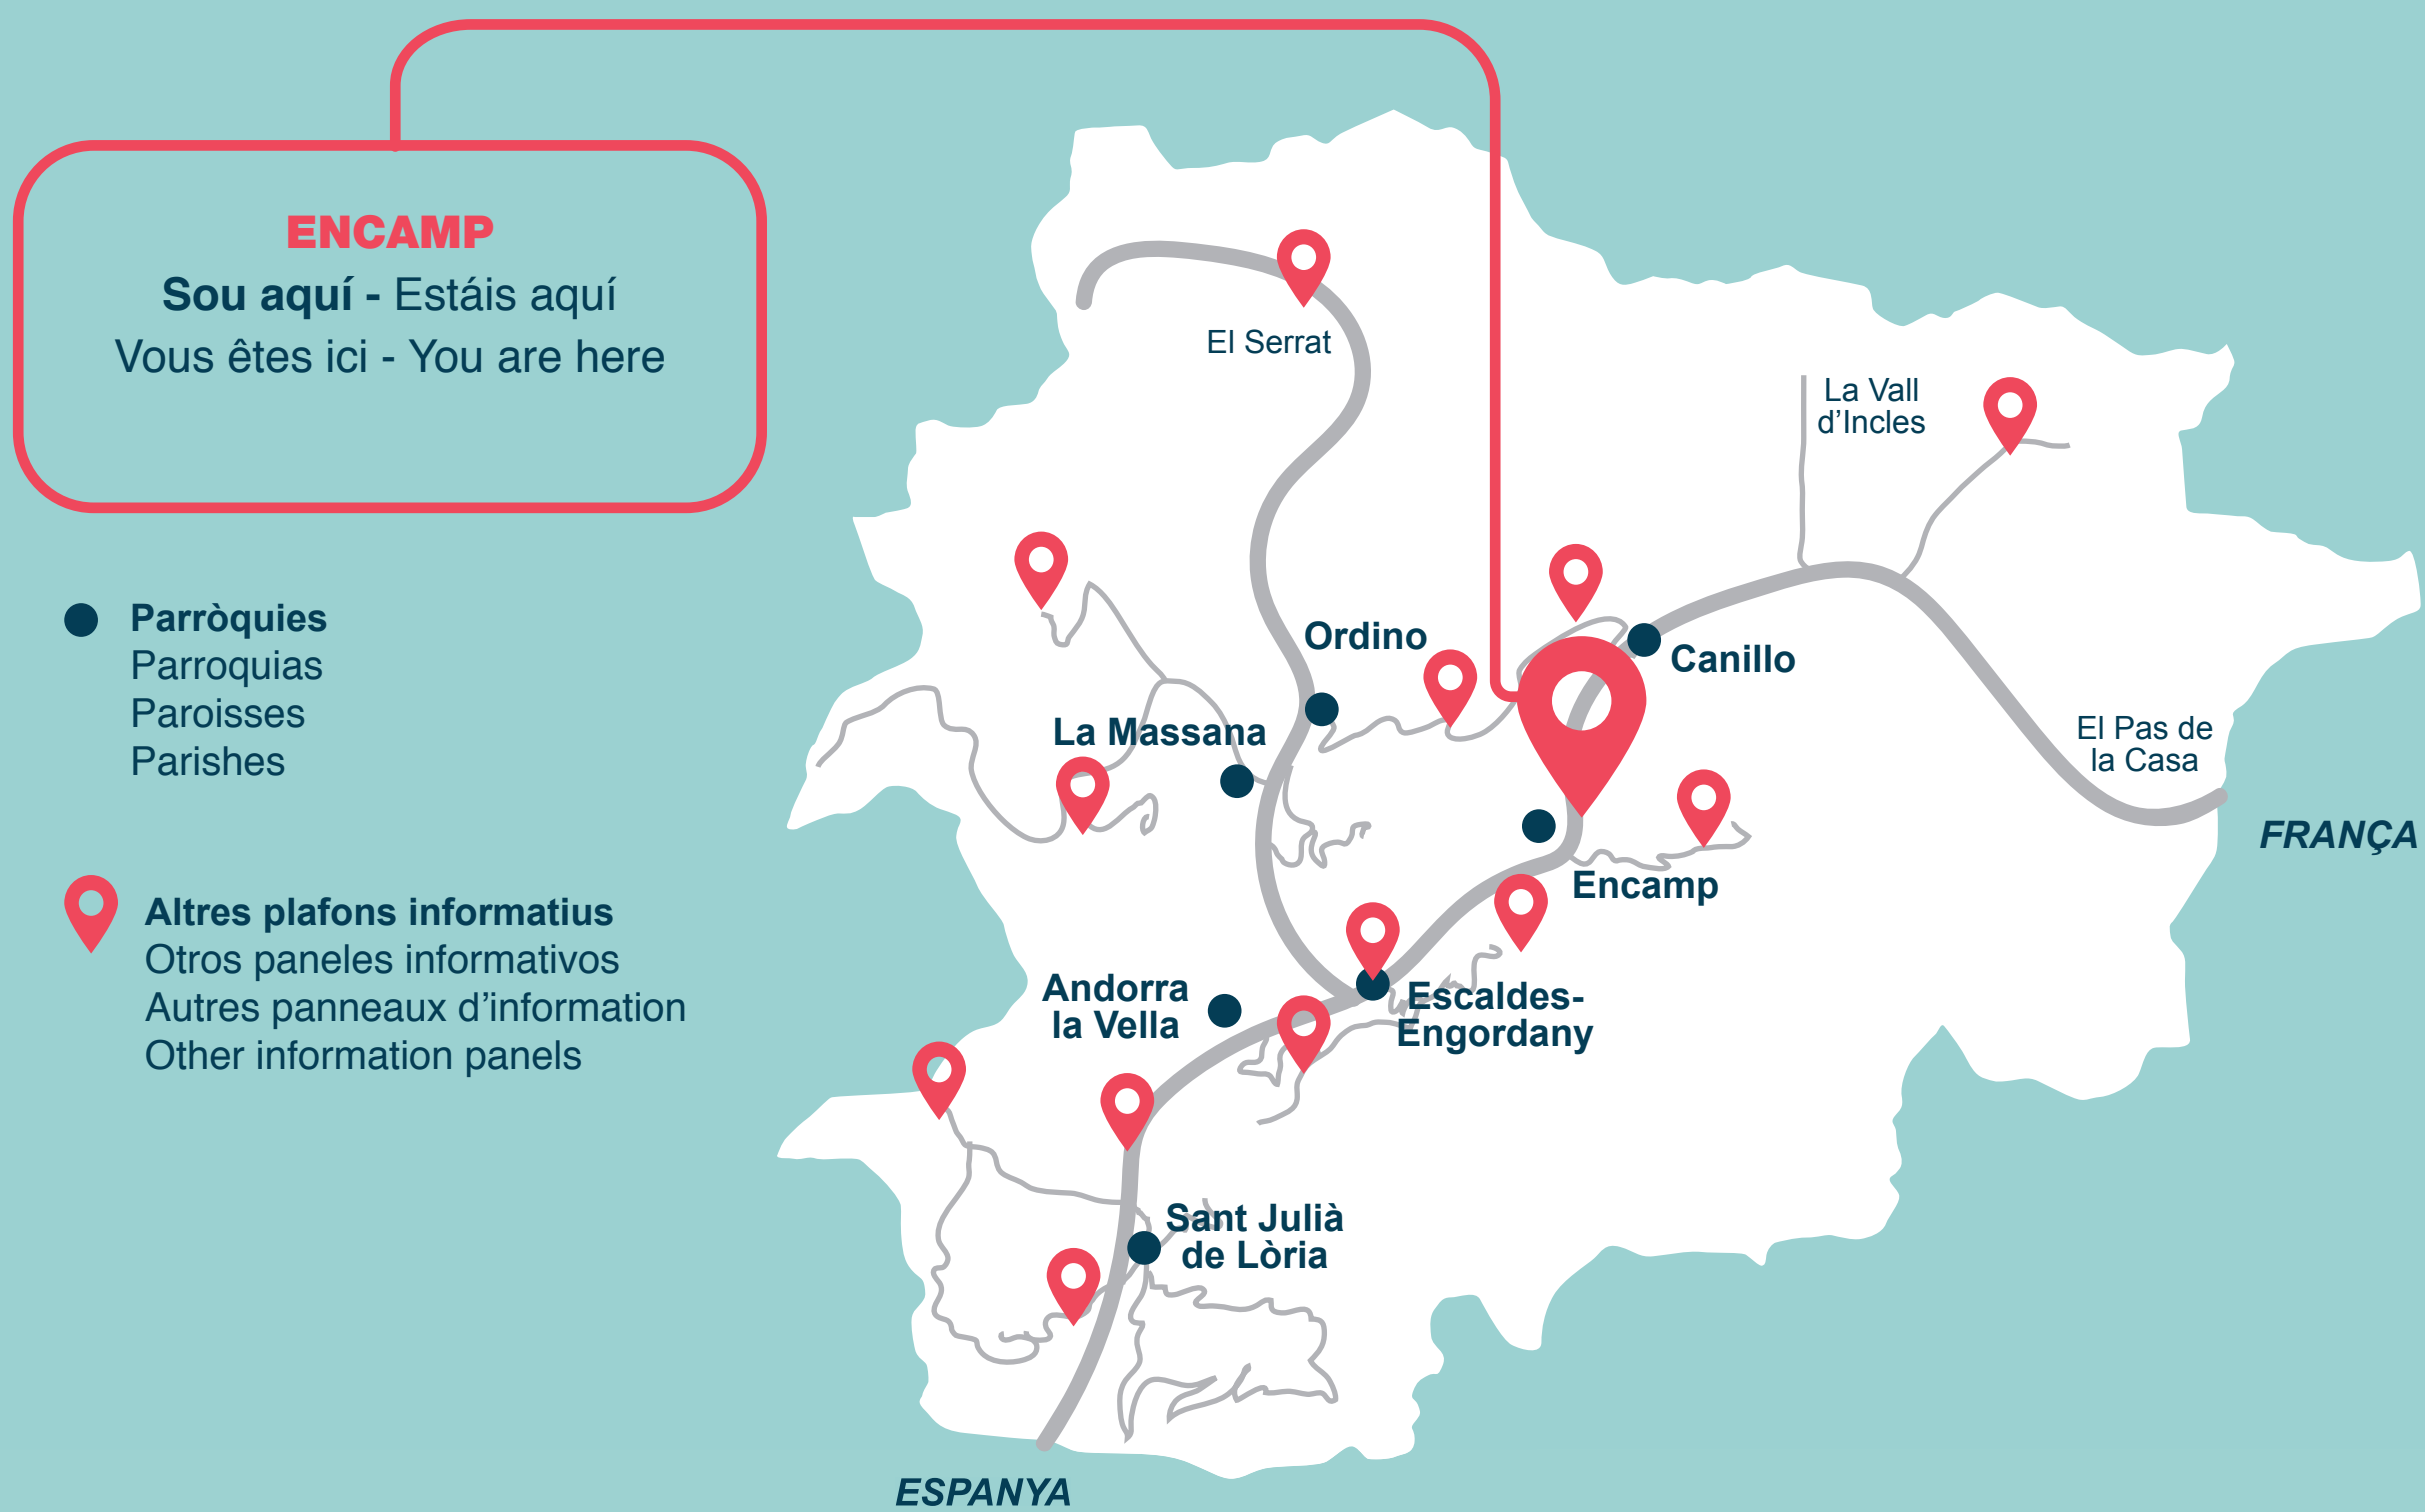 ENCAMP
Sou aquí - Estáis aquí
Vous êtes ici - You are here
Parròquies
Parroquias
Paroisses
Parishes
Altres plafons informatius
Otros paneles informativos
Autres panneaux d’information
Other information panels
El Serrat
La Vall
d’Incles
Ordino
Canillo
La Massana
El Pas de
la Casa
FRANÇA
Encamp
Andorra
la Vella
Escaldes-
Engordany
Sant Julià
de Lòria
ESPANYA